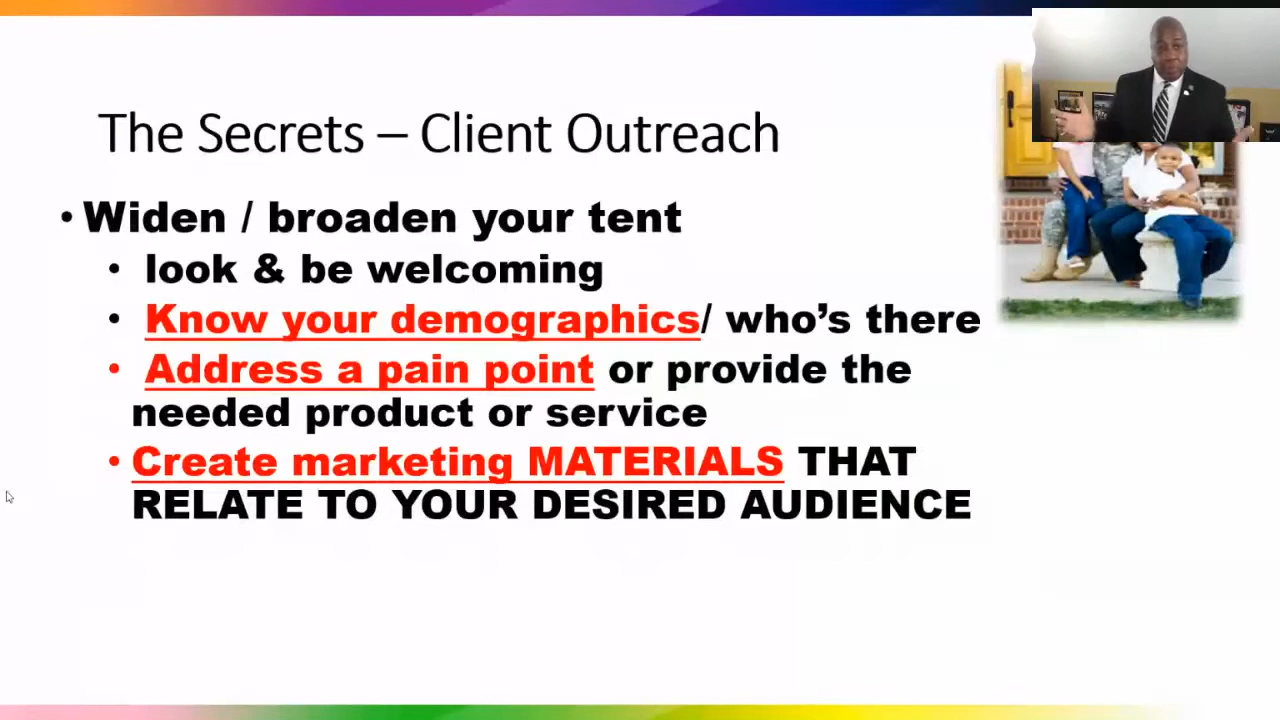 The Secrets – Client Outreach
• Widen / broaden your tent
• look & be welcoming
• Know your demographics/ who’s there
• Address a pain point or provide the
needed product or service
• Create marketing MATERIALS THAT
RELATE TO YOUR DESIRED AUDIENCE